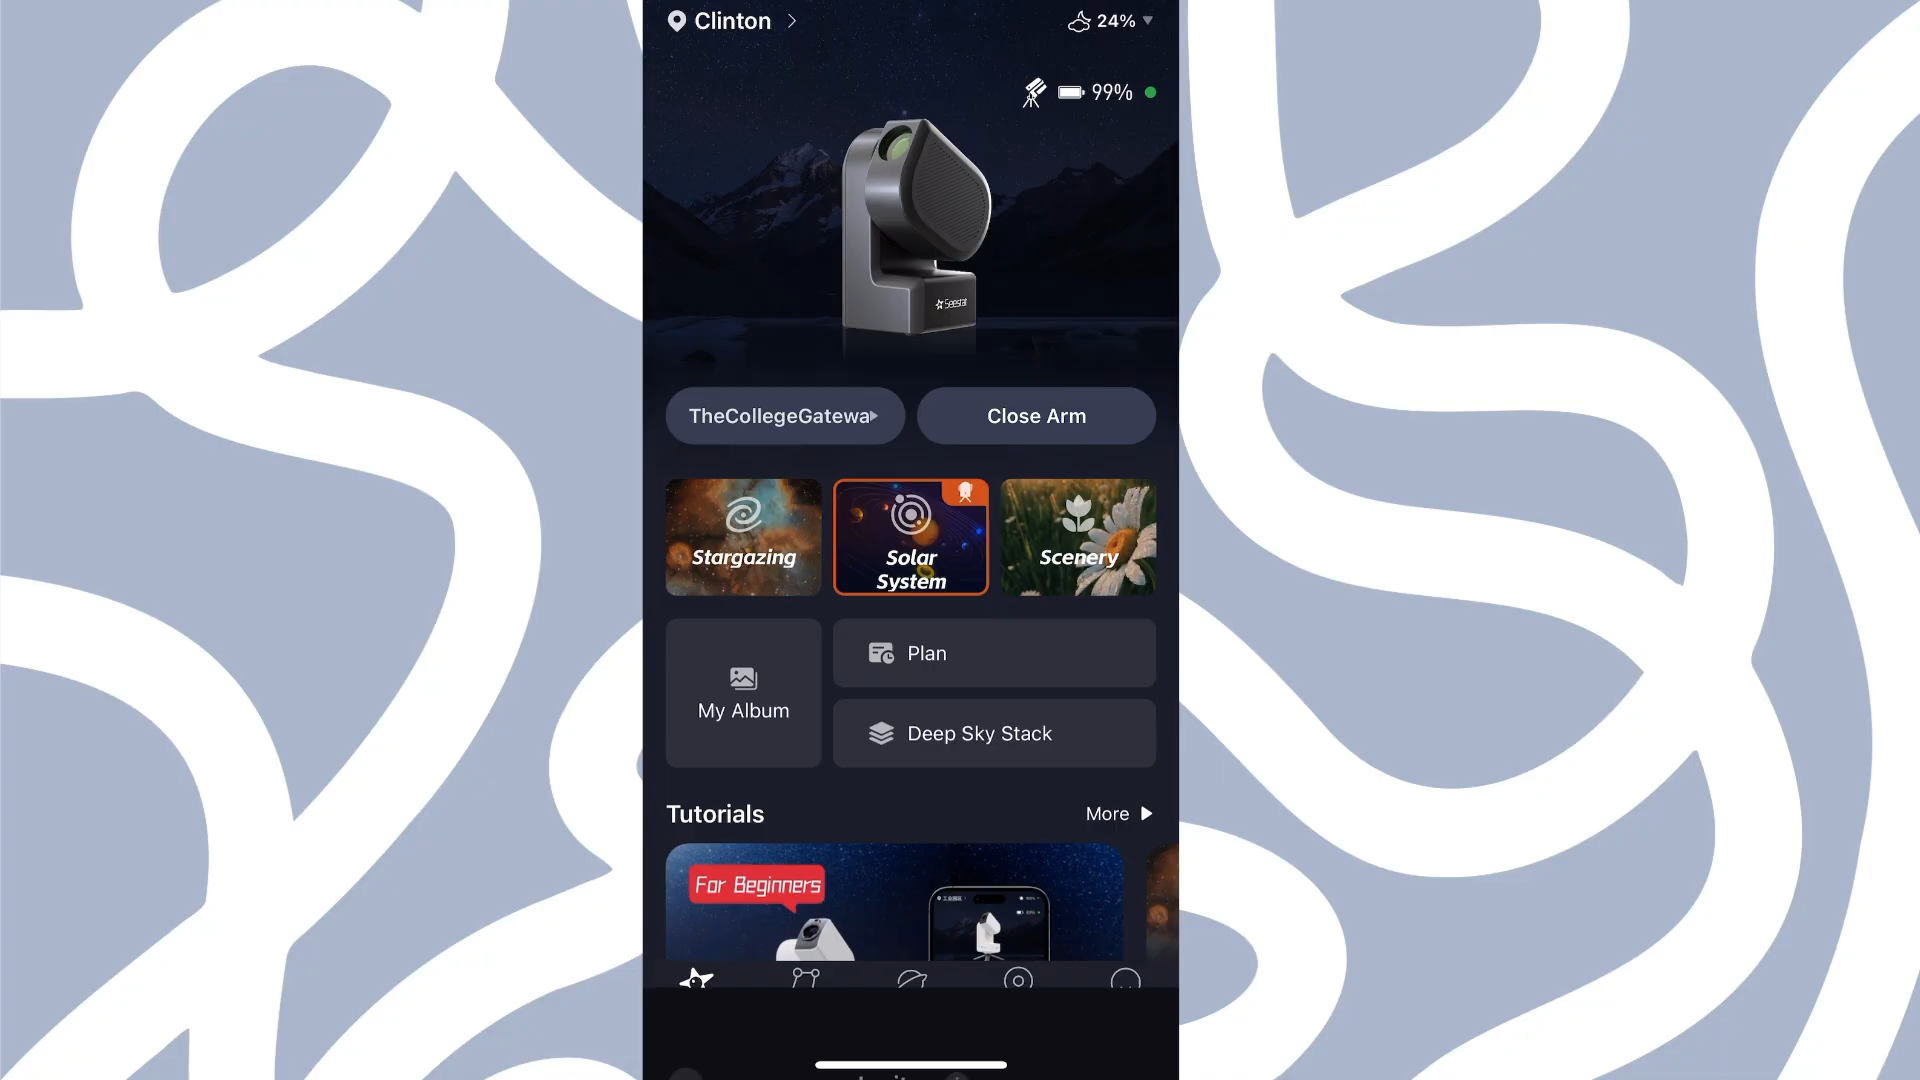 Clinton
24%
99%
Seestar
TheCollegeGatewa
Close Arm
Stargazing
Solar
System
Scenery
My Album
Plan
Deep Sky Stack
Tutorials
More
For Beginners